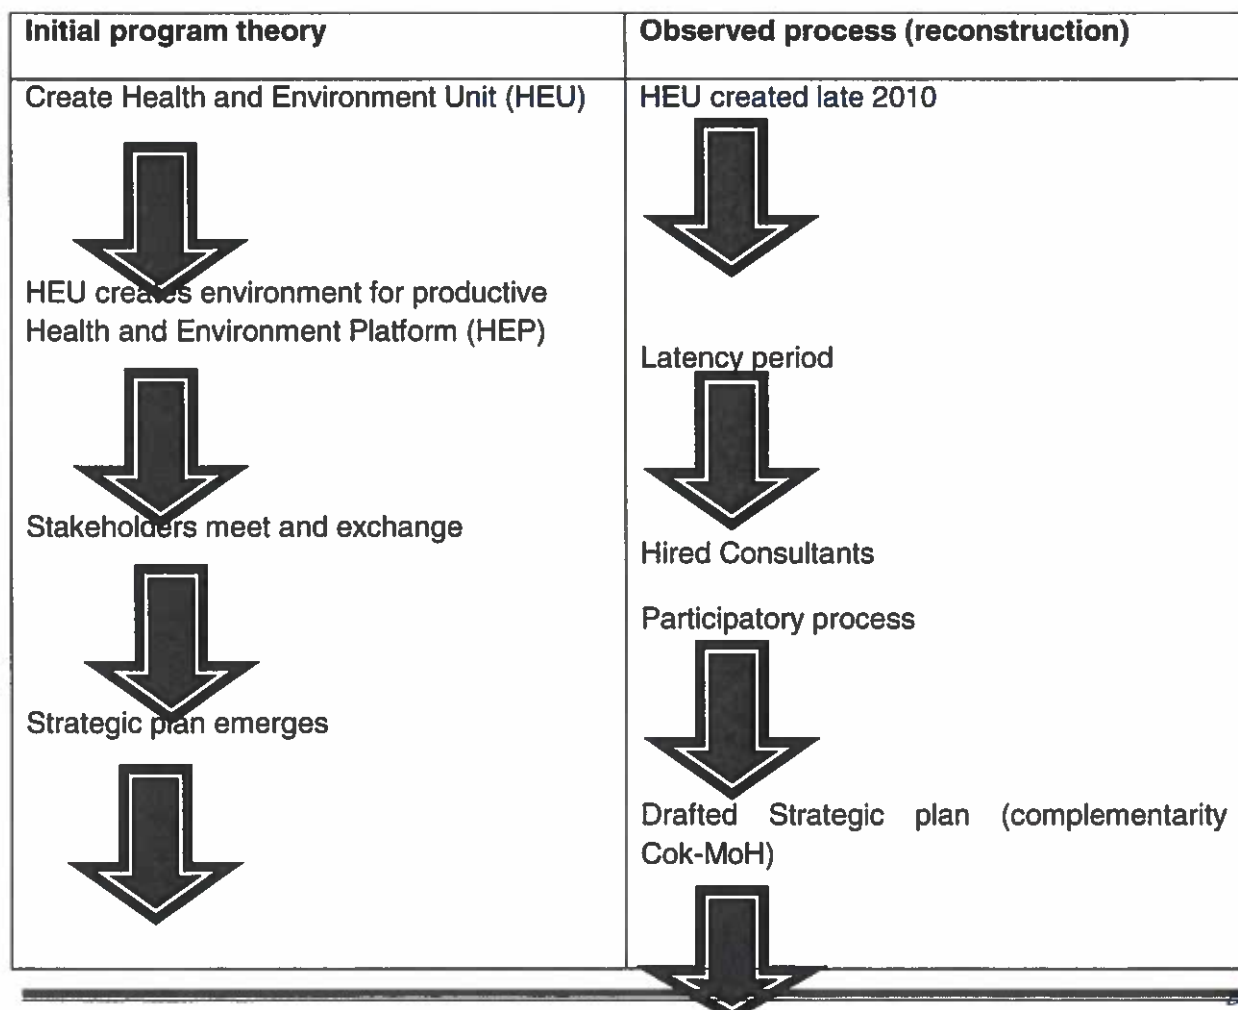 Initial program theory
Observed process (reconstruction)
Create Health and Environment Unit (HEU)
HEU creates environment for productive
Health and Environment Platform (HEP)
Stakeholders meet and exchange
Strategic plan emerges
HEU created late 2010
Latency period
Hired Consultants
Participatory process
Drafted Strategic plan (complementarity
Cok-MoH)